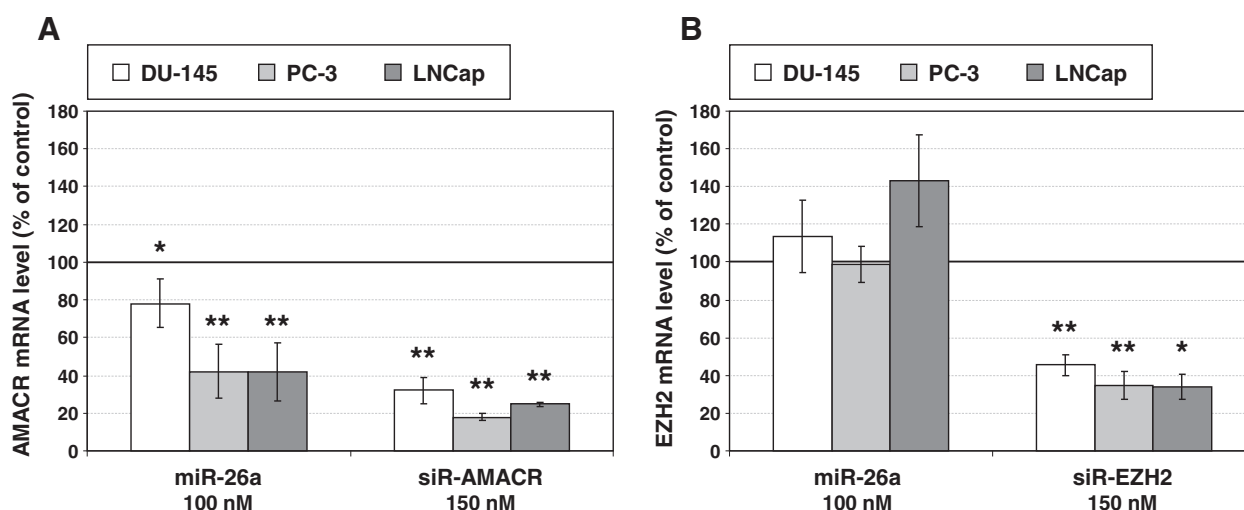 A
DU-145 PC-3 LNCap
AMACR mRNA level (% of control)
180
160
140
120
100
80
60
40
20
0
*
**
**
**
**
**
miR-26a
100 nM
siR-AMACR
150 nM
B
DU-145 PC-3 LNCap
EZH2 mRNA level (% of control)
180
160
140
120
100
80
60
40
20
0
**
**
*
miR-26a
100 nM
siR-EZH2
150 nM